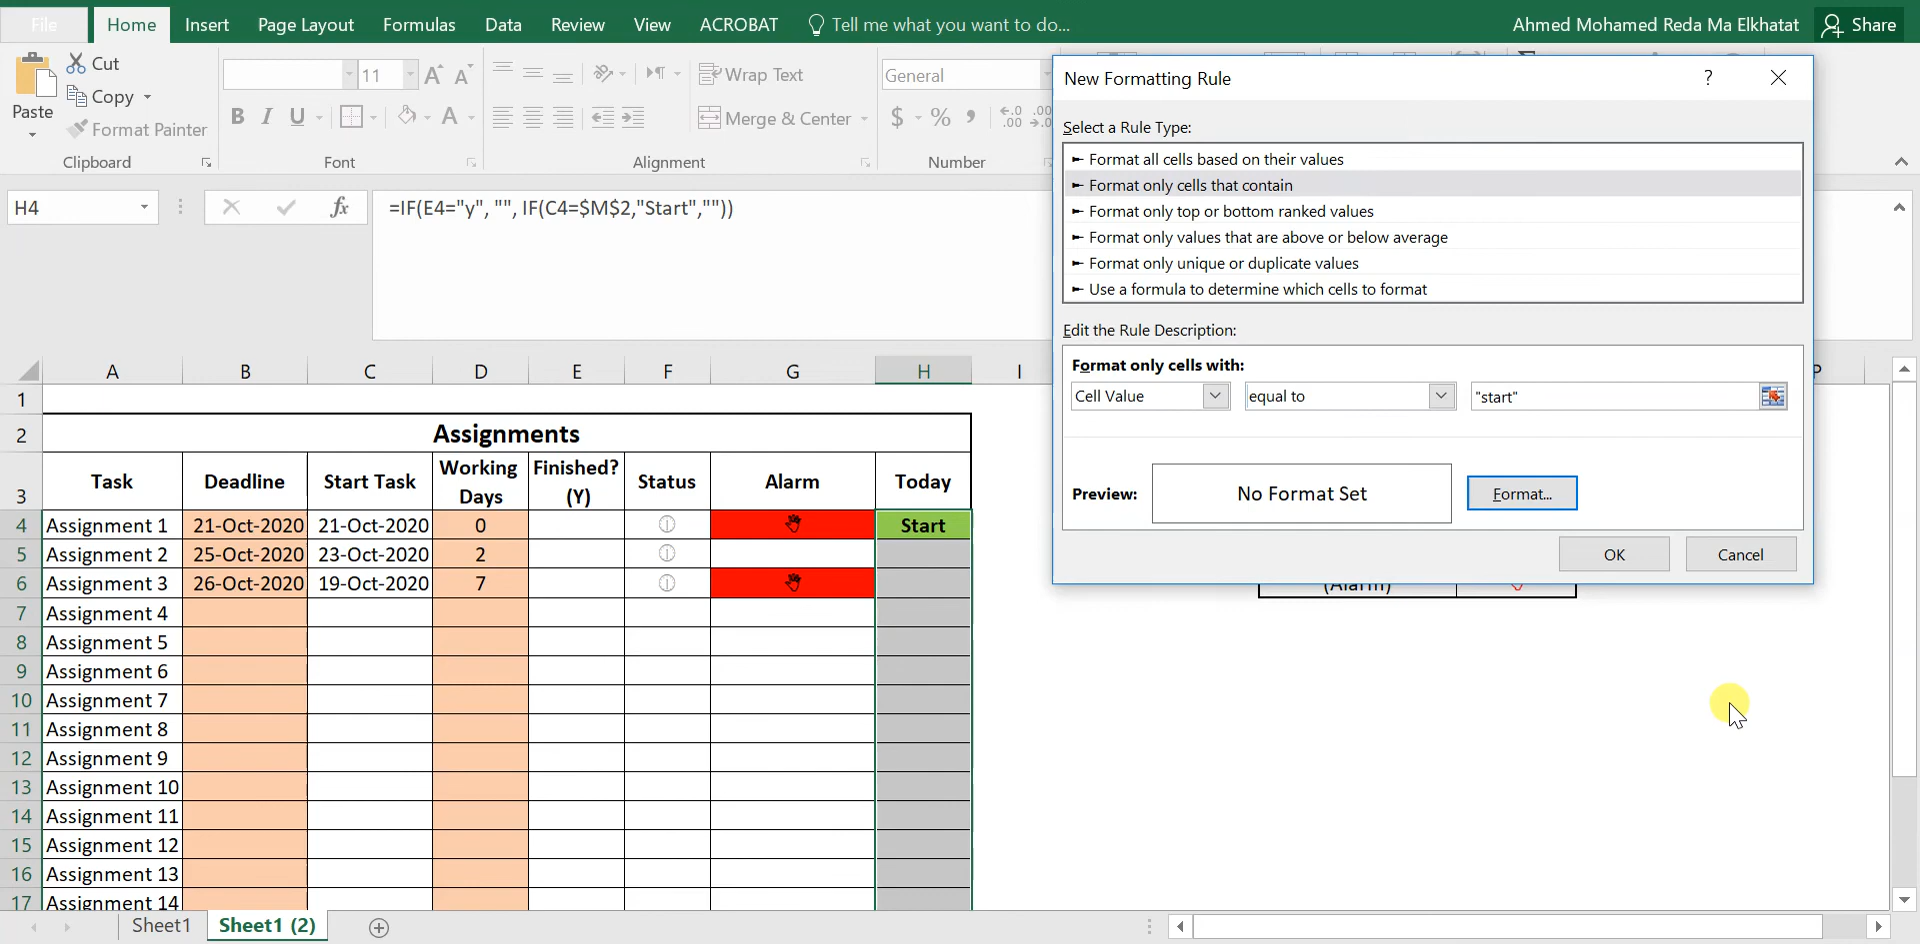 File Home Insert Page Layout Formulas Data Review View ACROBAT Tell me what you want to do... Ahmed Mohamed Reda Ma Elkhatat Share
Paste
Cut
Copy
Format Painter
Clipboard
11 A A
B I U A
Font
Wrap Text
Merge & Center
Alignment
General
$ % ,
Number
H4
fx =IF(E4="y", "", IF(C4=$M$2,"Start",""))
New Formatting Rule ? 
Select a Rule Type:
► Format all cells based on their values
► Format only cells that contain
► Format only top or bottom ranked values
► Format only values that are above or below average
► Format only unique or duplicate values
► Use a formula to determine which cells to format
Edit the Rule Description:
Format only cells with:
Cell Value equal to "start"
Preview: No Format Set Format...
OK Cancel
(Alarm)
A B C D E F G H I P
1
2 Assignments
3 Task Deadline Start Task Working Days Finished? (Y) Status Alarm Today
4 Assignment 1 21-Oct-2020 21-Oct-2020 0 Start
5 Assignment 2 25-Oct-2020 23-Oct-2020 2
6 Assignment 3 26-Oct-2020 19-Oct-2020 7
7 Assignment 4
8 Assignment 5
9 Assignment 6
10 Assignment 7
11 Assignment 8
12 Assignment 9
13 Assignment 10
14 Assignment 11
15 Assignment 12
16 Assignment 13
17 Assignment 14
Sheet1 Sheet1 (2)